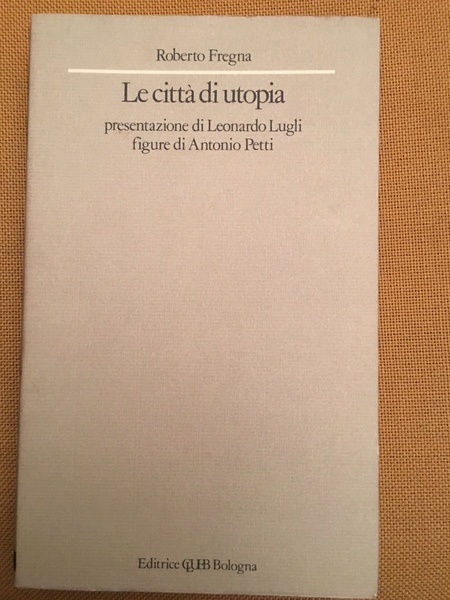 Roberto Fregna
Le città di utopia
presentazione di Leonardo Lugli
figure di Antonio Petti
Editrice CLUEB Bologna